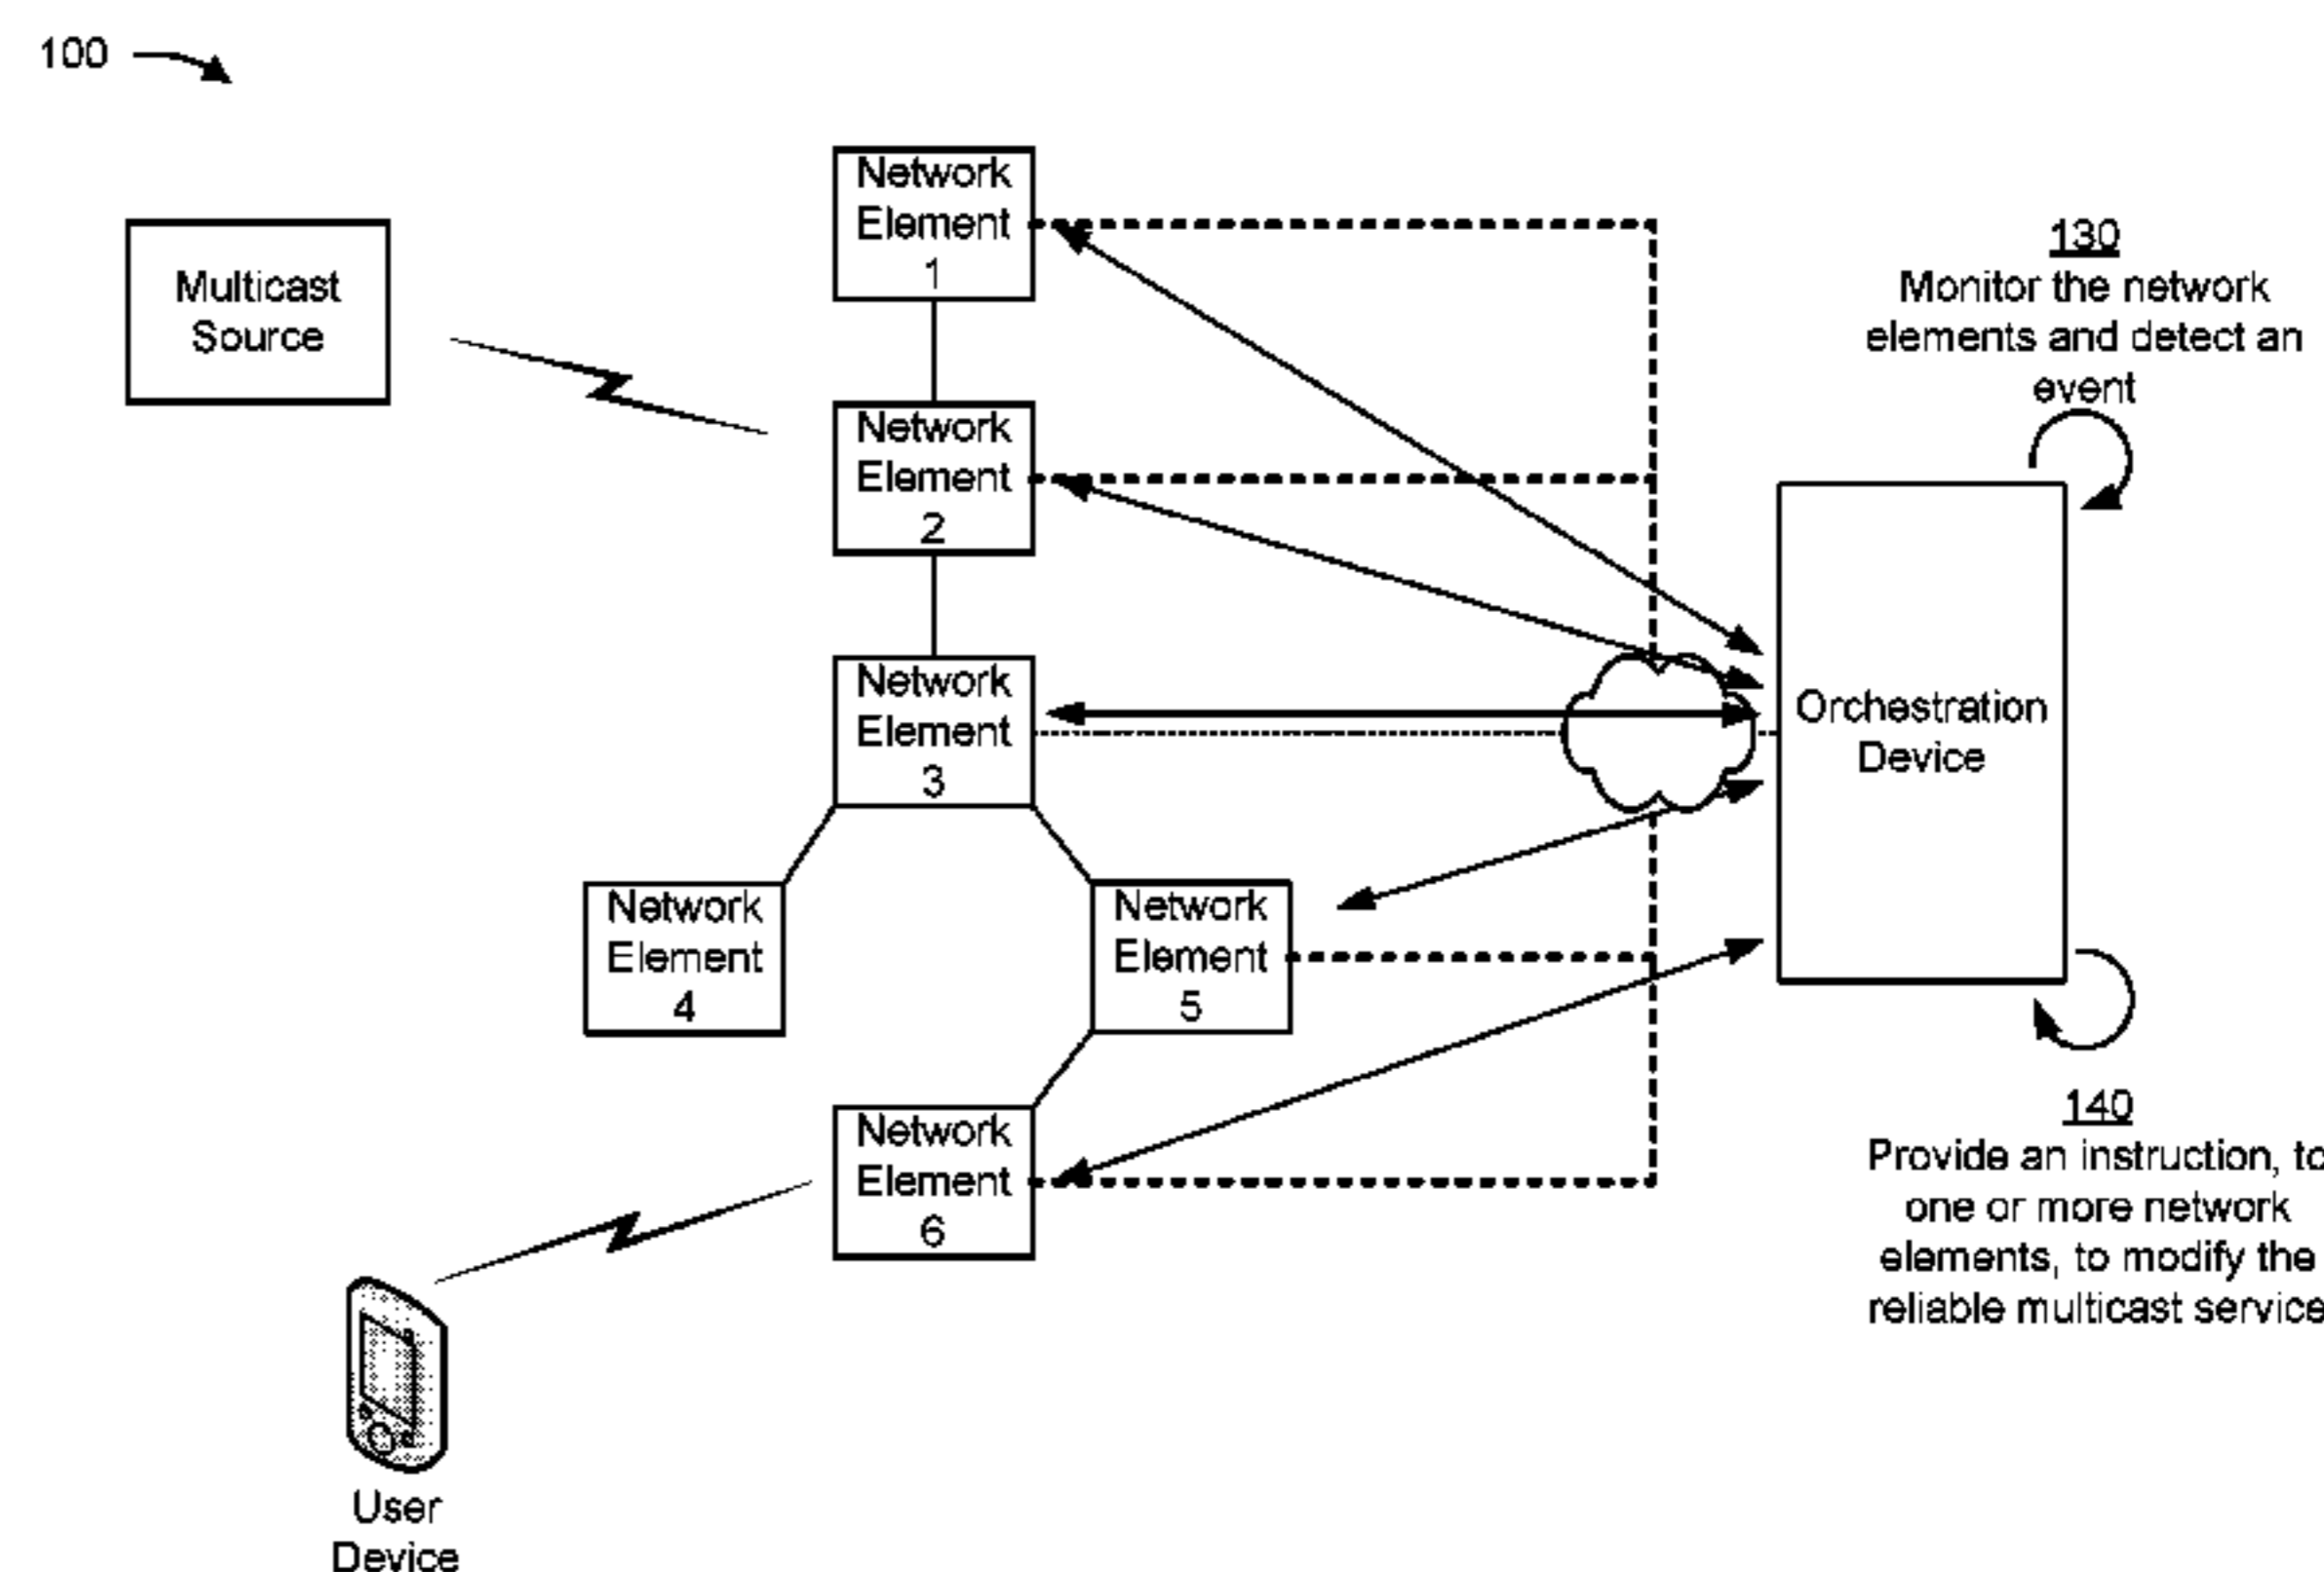 100
Network
Element
1
Multicast
Source
130
Monitor the network
elements and detect an
event
Network
Element
2
Network
Element
3
Orchestration
Device
Network
Element
4
Network
Element
5
140
Provide an instruction, to
one or more network
elements, to modify the
reliable multicast service
Network
Element
6
User
Device